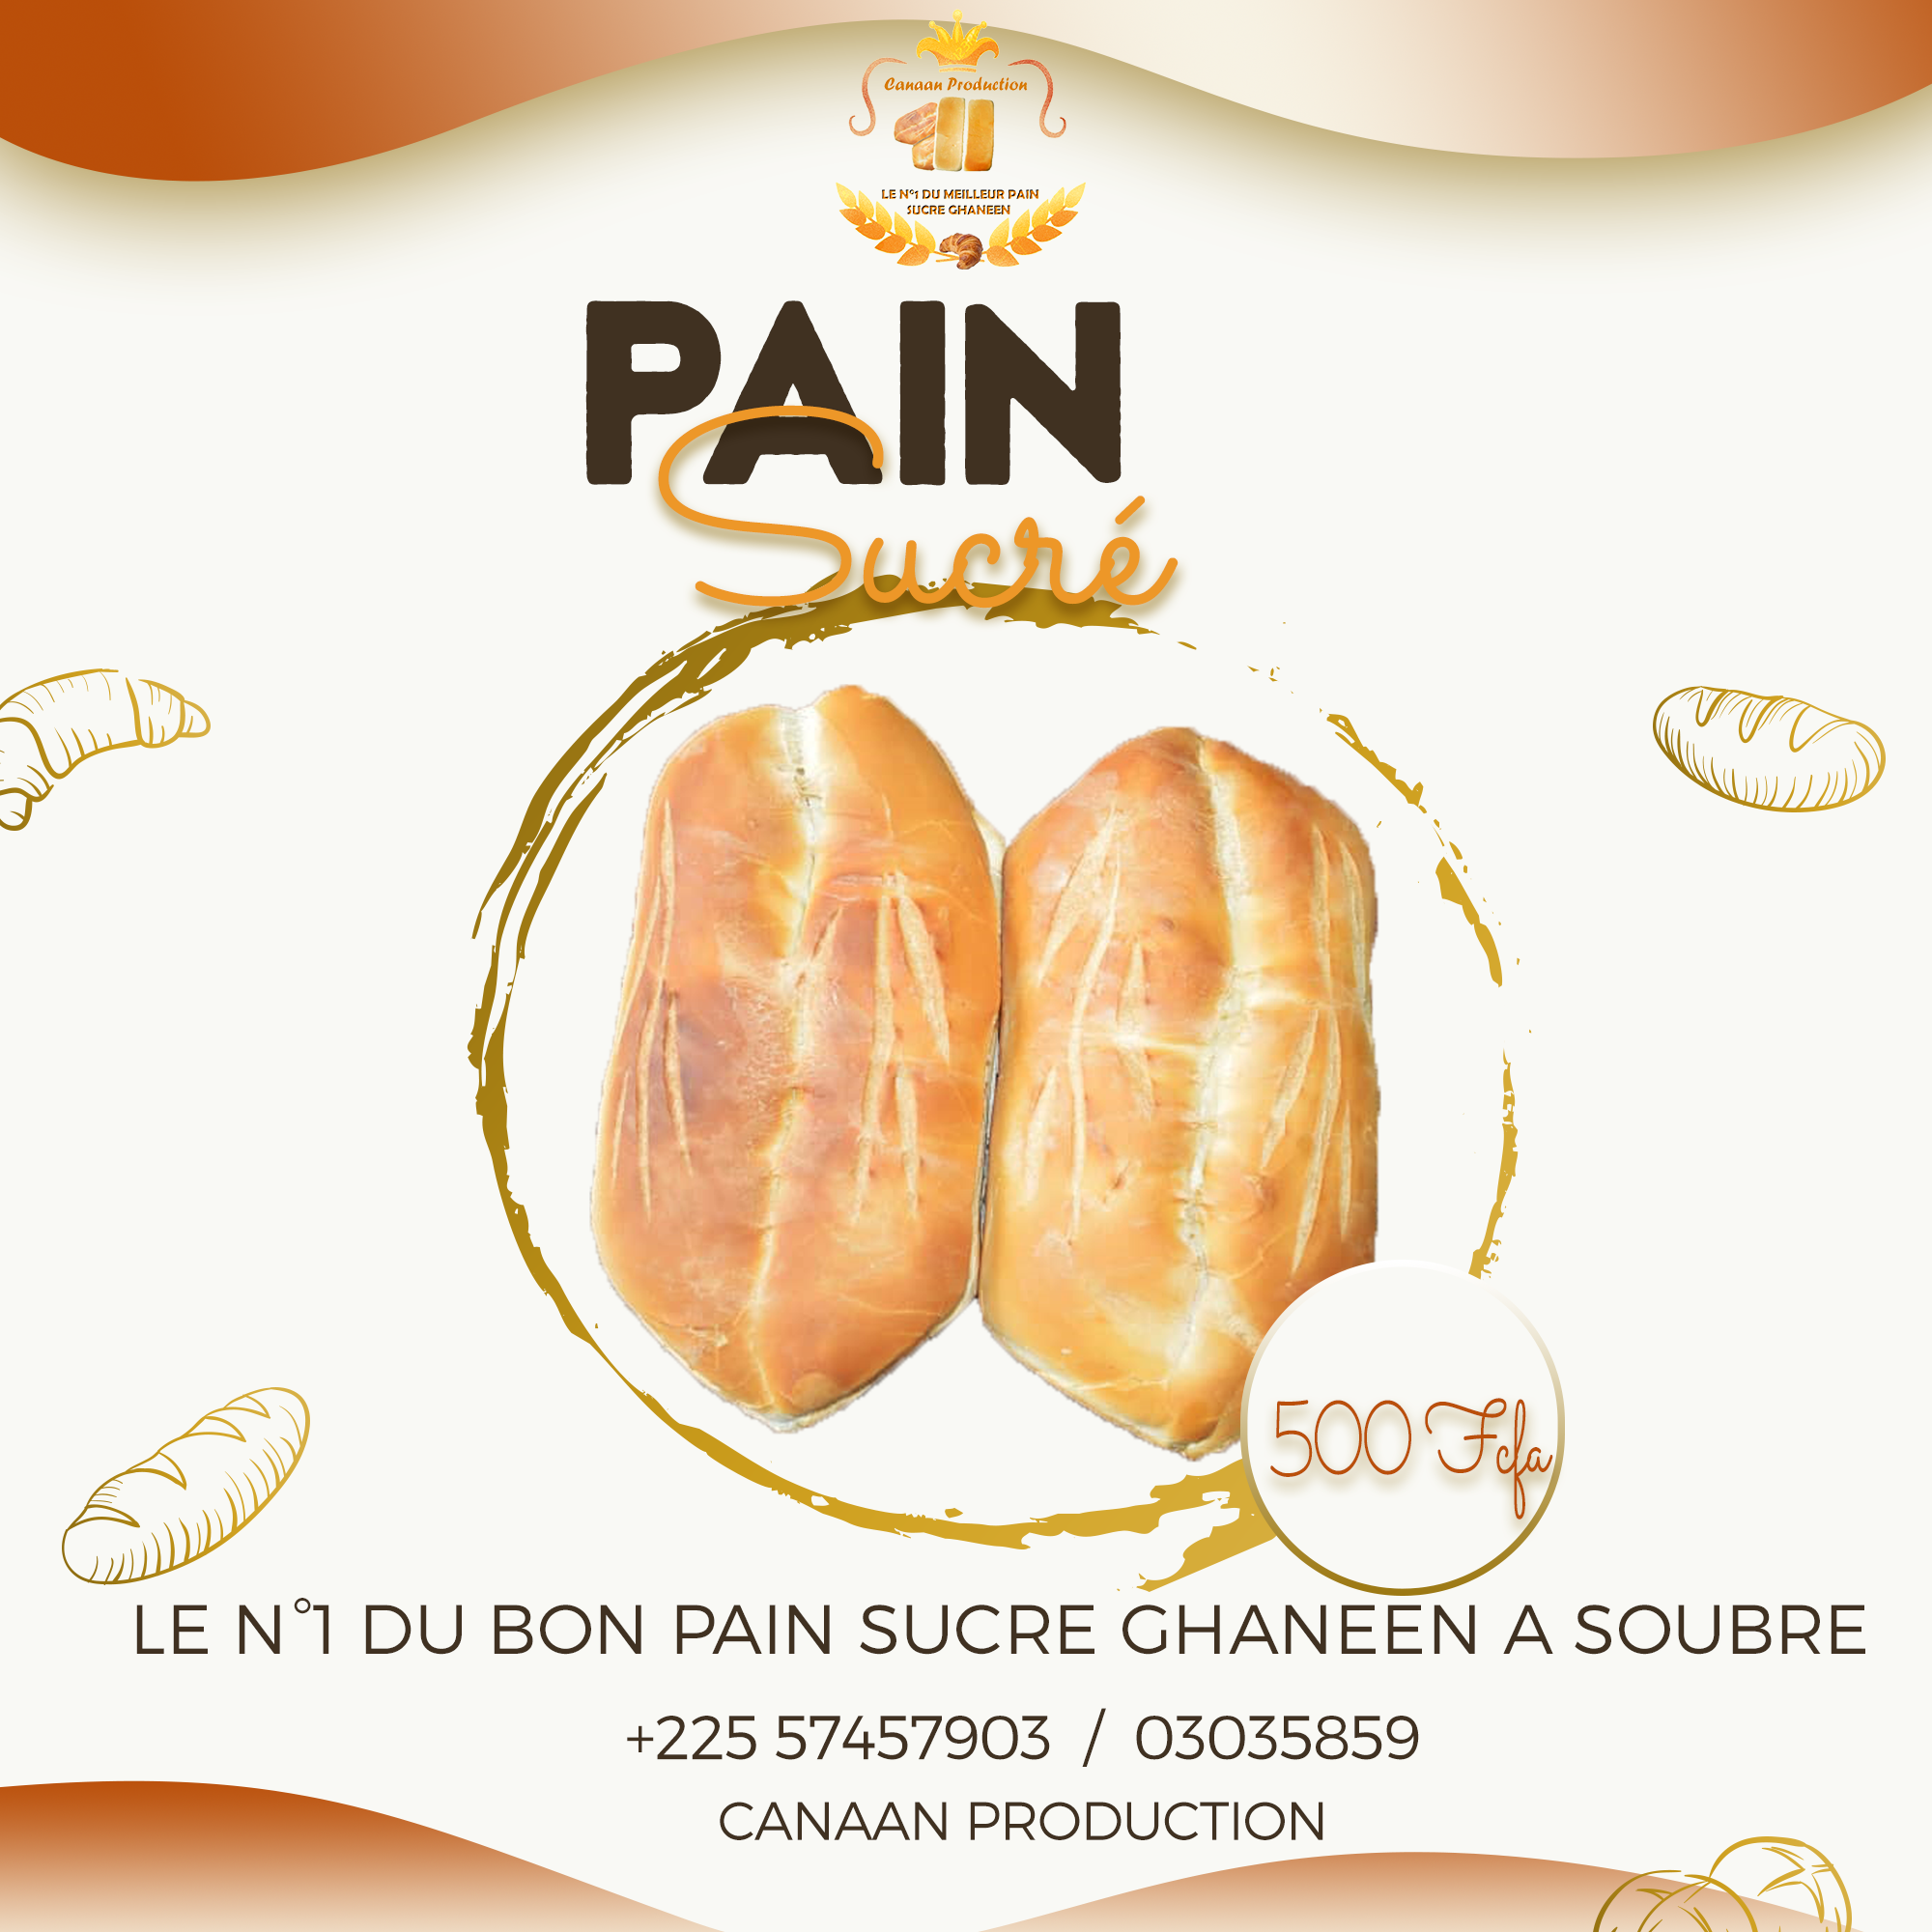 Canaan Production
LE N°1 DU MEILLEUR PAIN
SUCRE GHANEEN
PAIN
Sucré
500 Fcfa
LE N°1 DU BON PAIN SUCRE GHANEEN A SOUBRE
+225 57457903 / 03035859
CANAAN PRODUCTION